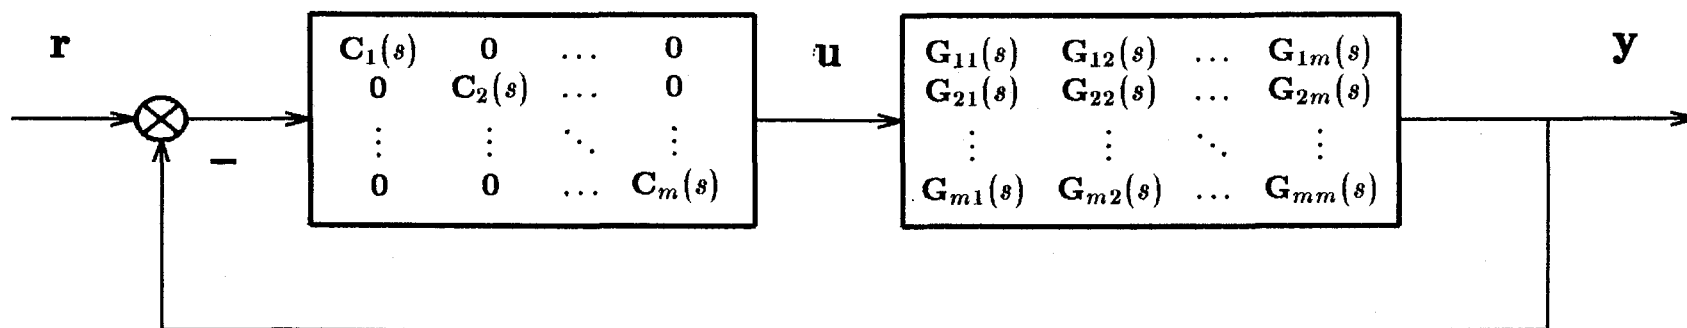 r
u
y
−
C₁(s) 0 … 0
0 C₂(s) … 0
⋮ ⋮ ⋱ ⋮
0 0 … Cₘ(s)
G₁₁(s) G₁₂(s) … G₁ₘ(s)
G₂₁(s) G₂₂(s) … G₂ₘ(s)
⋮ ⋮ ⋱ ⋮
Gₘ₁(s) Gₘ₂(s) … Gₘₘ(s)